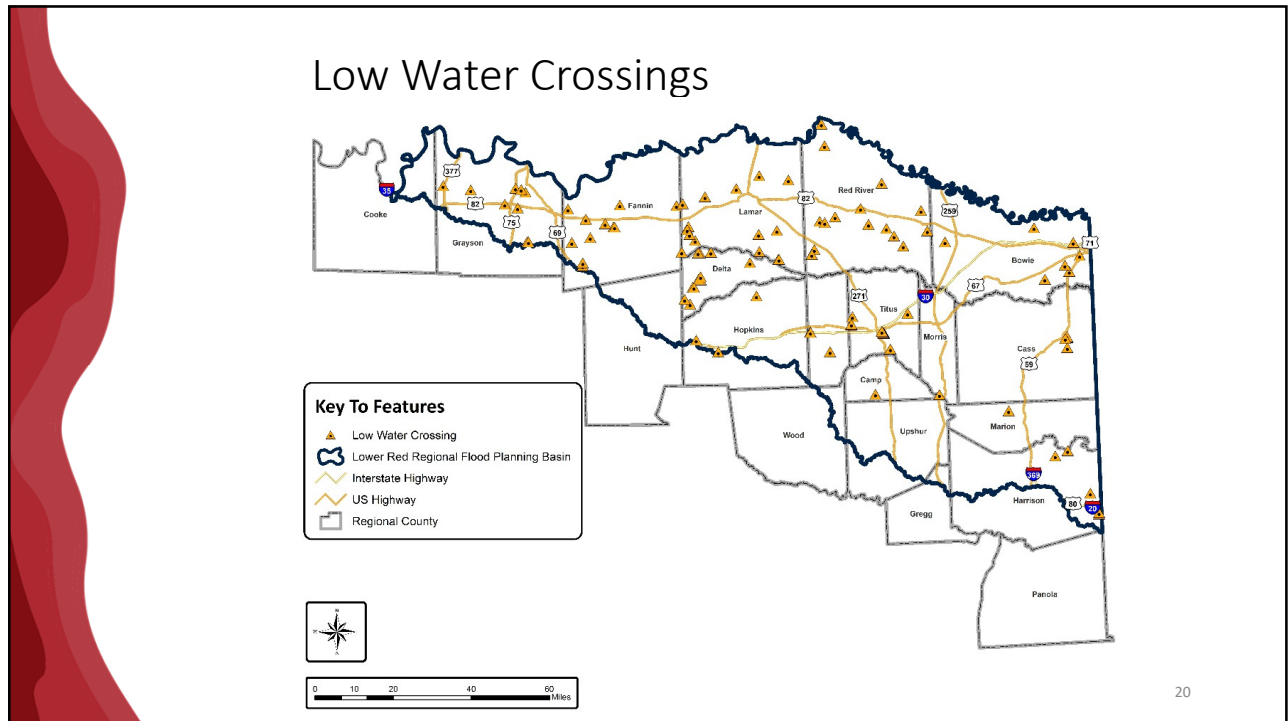 Low Water Crossings
377
35
82
Fannin
Red River
Cooke
75
Lamar
82
259
Grayson
69
71
Bowie
Delta
67
271
30
Titus
Hopkins
Morris
Hunt
Cass
59
Camp
Marion
Wood
Upshur
369
Harrison
80
20
Gregg
Panola
Key To Features
Low Water Crossing
Lower Red Regional Flood Planning Basin
Interstate Highway
US Highway
Regional County
N
0 10 20 40 60
Miles
20